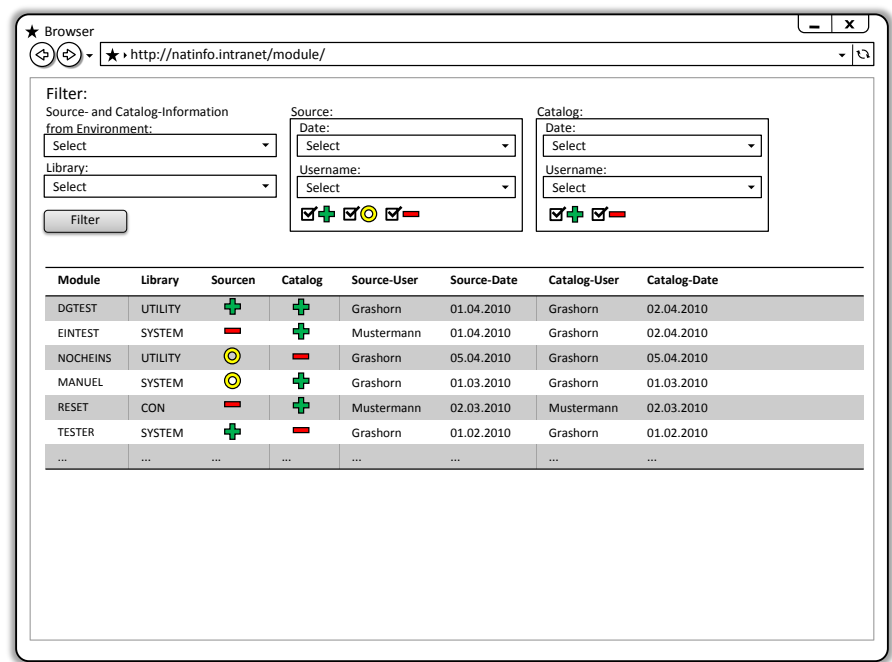 Browser
x
http://natinfo.intranet/module/
Filter:
Source- and Catalog-Information
from Environment:
Select
Library:
Select
Filter
Source:
Date:
Select
Username:
Select
Catalog:
Date:
Select
Username:
Select
Module Library Sourcen Catalog Source-User Source-Date Catalog-User Catalog-Date
DGTEST UTILITY Grashorn 01.04.2010 Grashorn 02.04.2010
EINTEST SYSTEM Mustermann 01.04.2010 Grashorn 02.04.2010
NOCHEINS UTILITY Grashorn 05.04.2010 Grashorn 05.04.2010
MANUEL SYSTEM Grashorn 01.03.2010 Grashorn 01.03.2010
RESET CON Mustermann 02.03.2010 Mustermann 02.03.2010
TESTER SYSTEM Grashorn 01.02.2010 Grashorn 01.02.2010
... ... ... ... ... ... ... ...